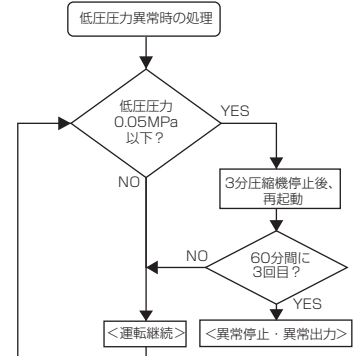 低圧圧力異常時の処理
低圧圧力
0.05MPa
以下？
YES
NO
3分圧縮機停止後、
再起動
60分間に
3回目？
NO
YES
＜運転継続＞
＜異常停止・異常出力＞